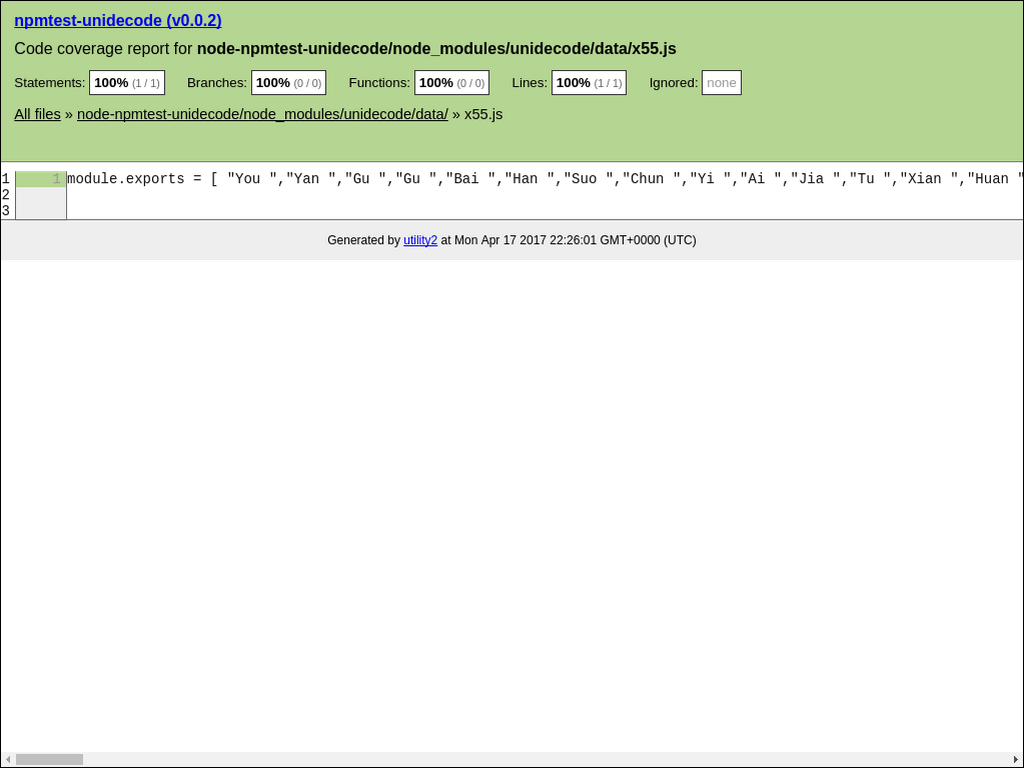 npmtest-unidecode (v0.0.2)
Code coverage report for node-npmtest-unidecode/node_modules/unidecode/data/x55.js
Statements: 100% (1 / 1) Branches: 100% (0 / 0) Functions: 100% (0 / 0) Lines: 100% (1 / 1) Ignored: none
All files » node-npmtest-unidecode/node_modules/unidecode/data/ » x55.js
1 1 module.exports = [ "You ","Yan ","Gu ","Gu ","Bai ","Han ","Suo ","Chun ","Yi ","Ai ","Jia ","Tu ","Xian ","Huan "
2
3
Generated by utility2 at Mon Apr 17 2017 22:26:01 GMT+0000 (UTC)